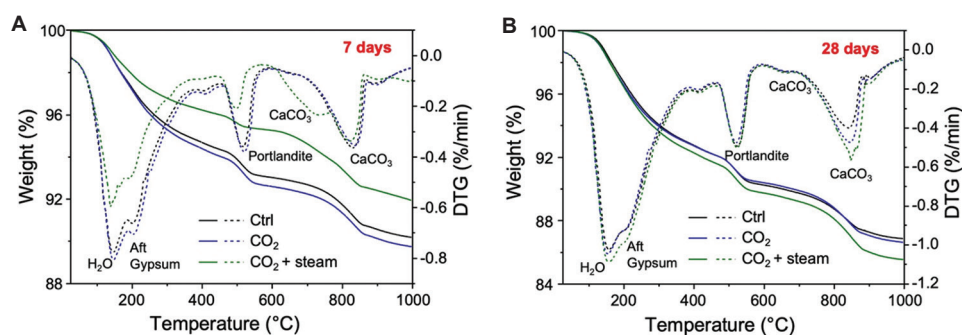 A
7 days
100
96
92
88
Weight (%)
0.0
-0.2
-0.4
-0.6
-0.8
DTG (%/min)
CaCO3
Portlandite
CaCO3
Aft
H2O
Gypsum
Ctrl
CO2
CO2 + steam
200
400
600
800
1000
Temperature (°C)
B
28 days
100
96
92
88
84
Weight (%)
0.0
-0.2
-0.4
-0.6
-0.8
-1.0
-1.2
DTG (%/min)
CaCO3
Portlandite
CaCO3
Aft
H2O
Gypsum
Ctrl
CO2
CO2 + steam
200
400
600
800
1000
Temperature (°C)